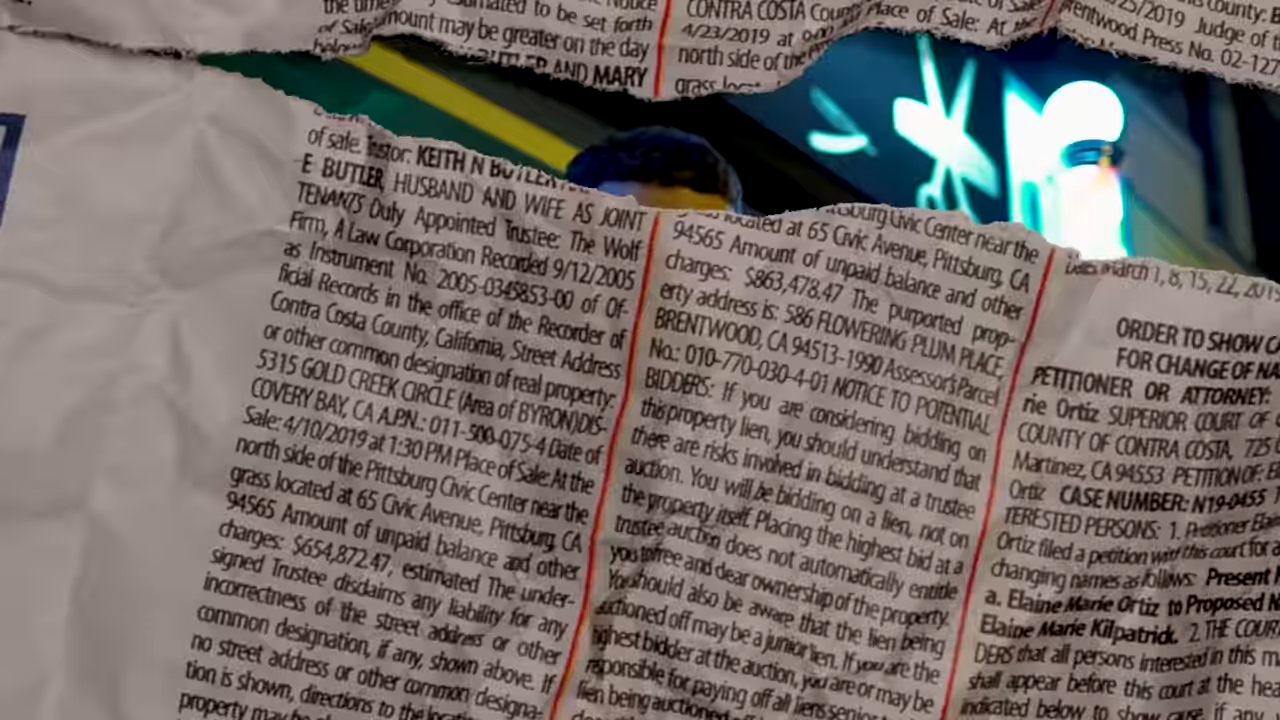 of Sale
amount may be greater on the day
AND MARY
CONTRA COSTA
4/23/2019 at
north side of the
Place of Sale: At
Judge of
Brentwood Press No. 02-127
of sale. Trustor: KEITH N BUTLER
E BUTLER HUSBAND AND WIFE AS JOINT
TENANTS Duly Appointed Trustee: The Wolf
Firm, A Law Corporation Recorded 9/12/2005
as Instrument No. 2005-0345853-00 of Of-
ficial Records in the office of the Recorder of
Contra Costa County, California, Street Address
or other common designation of real property:
5315 GOLD CREEK CIRCLE (Area of BYRON)DIS-
COVERY BAY, CA A.P.N.: 011-500-075-4 Date of
Sale: 4/10/2019 at 1:30 PM Place of Sale: At the
north side of the Pittsburg Civic Center near the
grass located at 65 Civic Avenue, Pittsburg, CA
94565 Amount of unpaid balance and other
charges: $654,872.47, estimated The under-
signed Trustee disclaims any liability for any
incorrectness of the street address or other
common designation, if any, shown above. If
no street address or other common designa-
tion is shown, directions to the location
property may be
Pittsburg Civic Center near the
grass located at 65 Civic Avenue, Pittsburg, CA
94565 Amount of unpaid balance and other
charges: $863,478.47 The purported prop-
erty address is: 586 FLOWERING PLUM PLACE,
BRENTWOOD, CA 94513-1990 Assessor's Parcel
No.: 010-770-030-4-01 NOTICE TO POTENTIAL
BIDDERS: If you are considering bidding on
this property lien, you should understand that
there are risks involved in bidding at a trustee
auction. You will be bidding on a lien, not on
the property itself. Placing the highest bid at a
trustee auction does not automatically entitle
you to free and clear ownership of the property.
You should also be aware that the lien being
auctioned off may be a junior lien. If you are the
highest bidder at the auction, you are or may be
responsible for paying off all liens senior to
lien being auctioned off
March 1, 8, 15, 22, 2019
ORDER TO SHOW
FOR CHANGE OF
PETITIONER OR ATTORNEY:
rie Ortiz SUPERIOR COURT OF
COUNTY OF CONTRA COSTA, 725
Martinez, CA 94553 PETITION OF:
Ortiz CASE NUMBER: N19-0455
TERESTED PERSONS: 1. Petitioner
Ortiz filed a petition with this court for a
changing names as follows: Present
a. Elaine Marie Ortiz to Proposed
Elaine Marie Kilpatrick. 2. THE COURT
DERS that all persons interested in this
shall appear before this court at the
indicated below to show cause, if any,